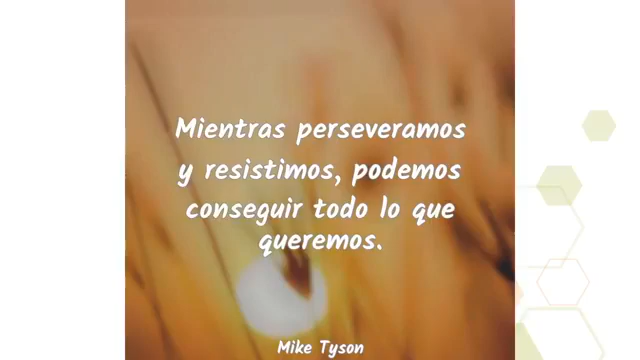 Mientras perseveramos
y resistimos, podemos
conseguir todo lo que
queremos.
Mike Tyson